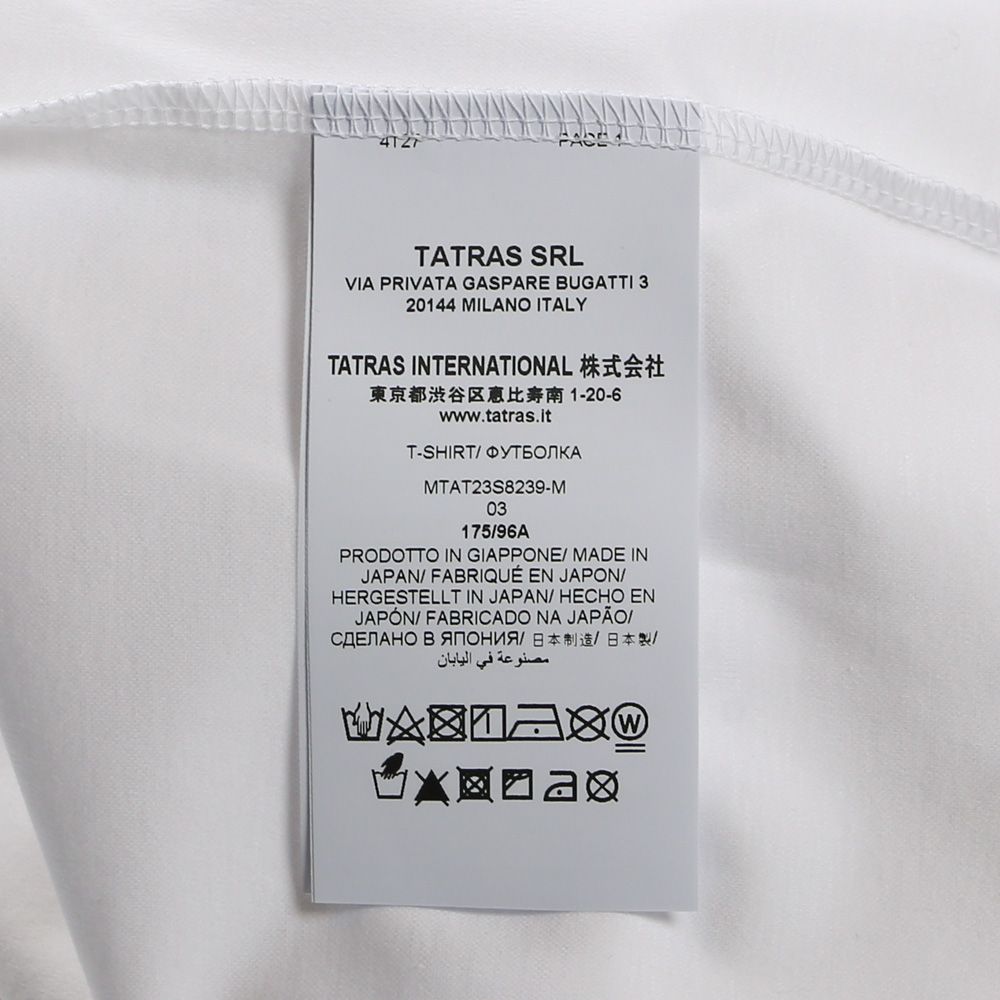 4127
PAGE 1
TATRAS SRL
VIA PRIVATA GASPARE BUGATTI 3
20144 MILANO ITALY
TATRAS INTERNATIONAL 株式会社
東京都渋谷区恵比寿南 1-20-6
www.tatras.it
T-SHIRT/ ФУТБОЛКА
MTAT23S8239-M
03
175/96A
PRODOTTO IN GIAPPONE/ MADE IN
JAPAN/ FABRIQUÉ EN JAPON/
HERGESTELLT IN JAPAN/ HECHO EN
JAPÓN/ FABRICADO NA JAPÃO/
СДЕЛАНО В ЯПОНИЯ/ 日本制造/ 日本製/
مصنوعة في اليابان
W